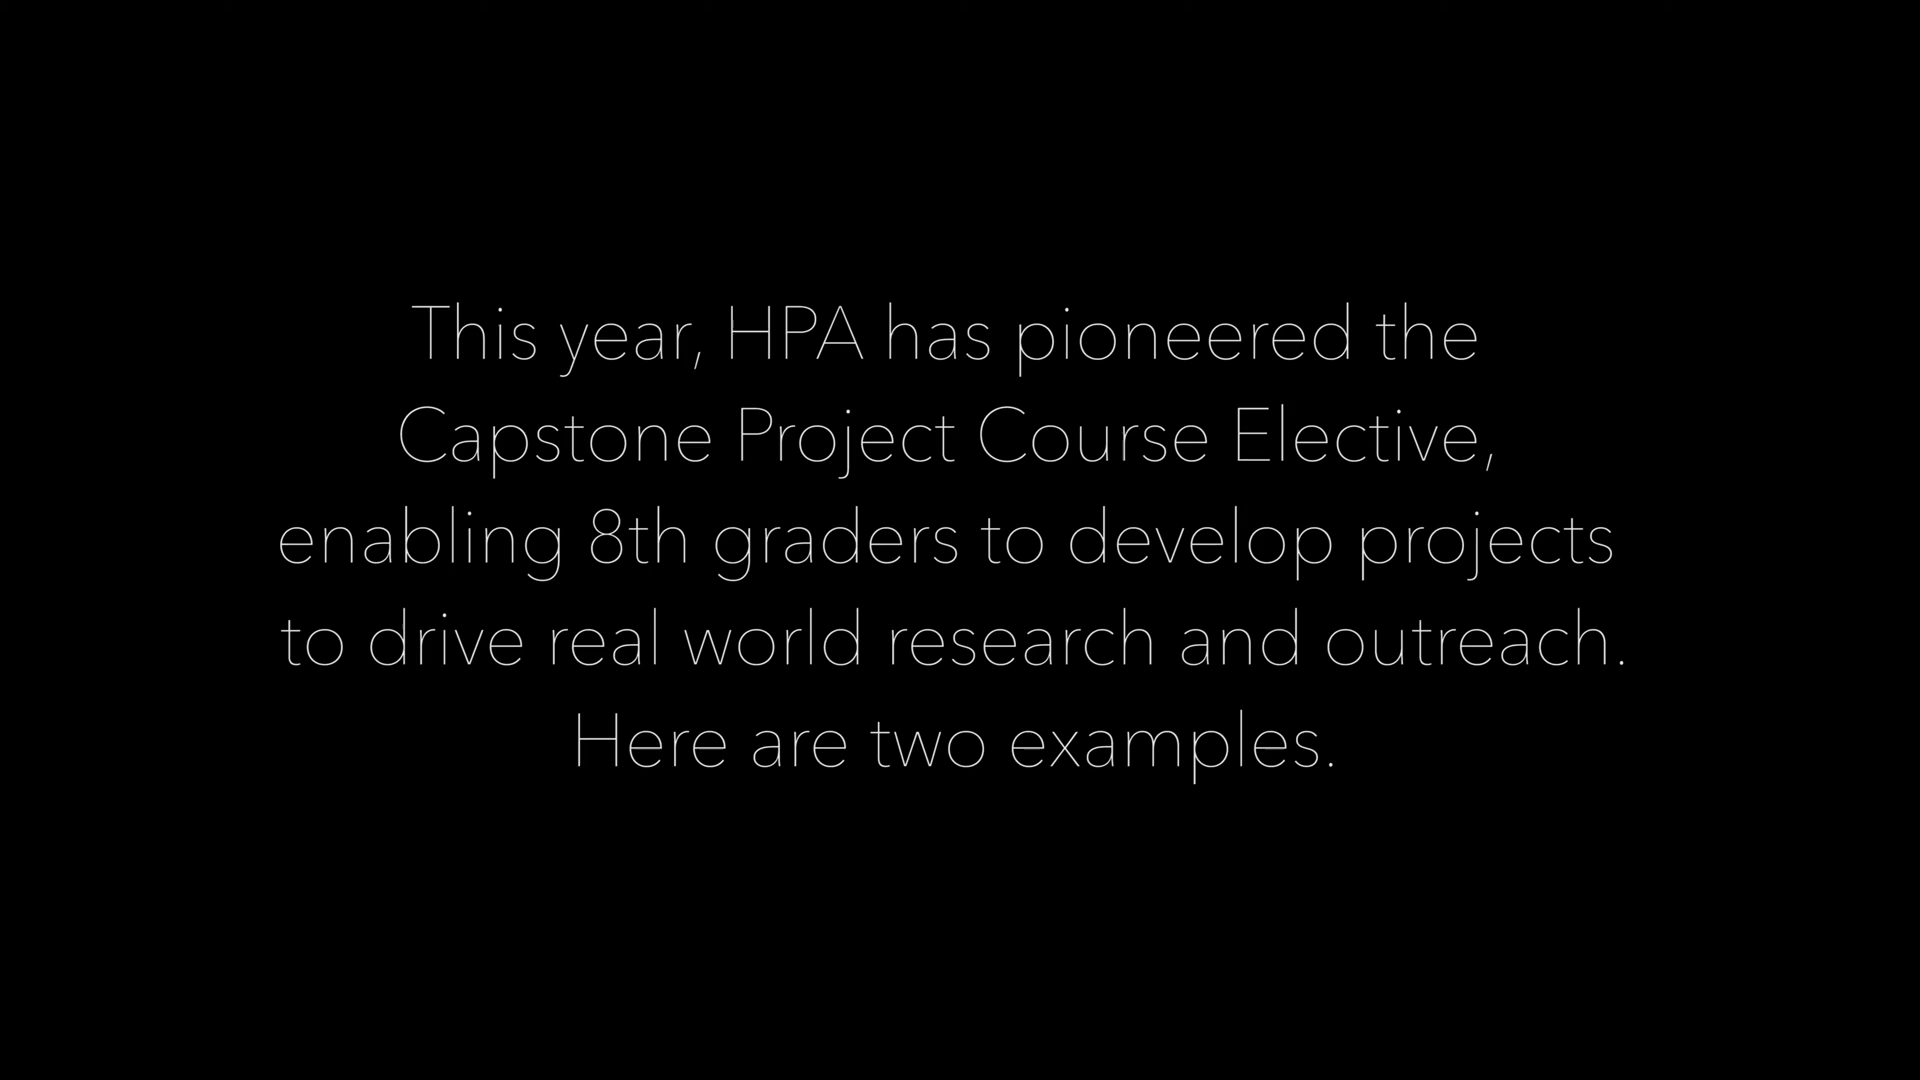 This year, HPA has pioneered the
Capstone Project Course Elective,
enabling 8th graders to develop projects
to drive real world research and outreach.
Here are two examples.